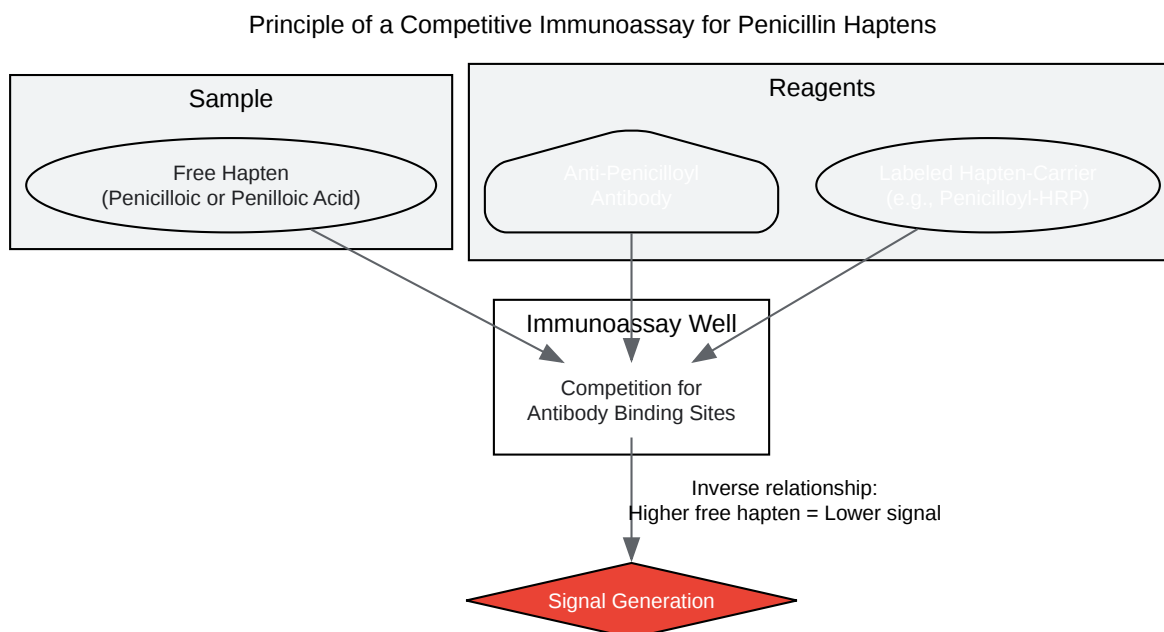 Principle of a Competitive Immunoassay for Penicillin Haptens
Sample
Free Hapten
(Penicilloic or Penilloic Acid)
Reagents
Anti-Penicilloyl
Antibody
Labeled Hapten-Carrier
(e.g., Penicilloyl-HRP)
Immunoassay Well
Competition for
Antibody Binding Sites
Inverse relationship:
Higher free hapten = Lower signal
Signal Generation